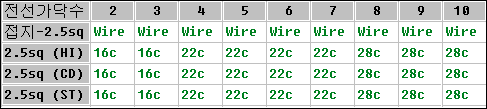 전선가닥수 2 3 4 5 6 7 8 9 10
접지-2.5sq Wire Wire Wire Wire Wire Wire Wire Wire Wire
2.5sq (HI) 16c 16c 22c 22c 22c 22c 28c 28c 28c
2.5sq (CD) 16c 16c 22c 22c 22c 22c 28c 28c 28c
2.5sq (ST) 16c 16c 22c 22c 22c 22c 28c 28c 28c